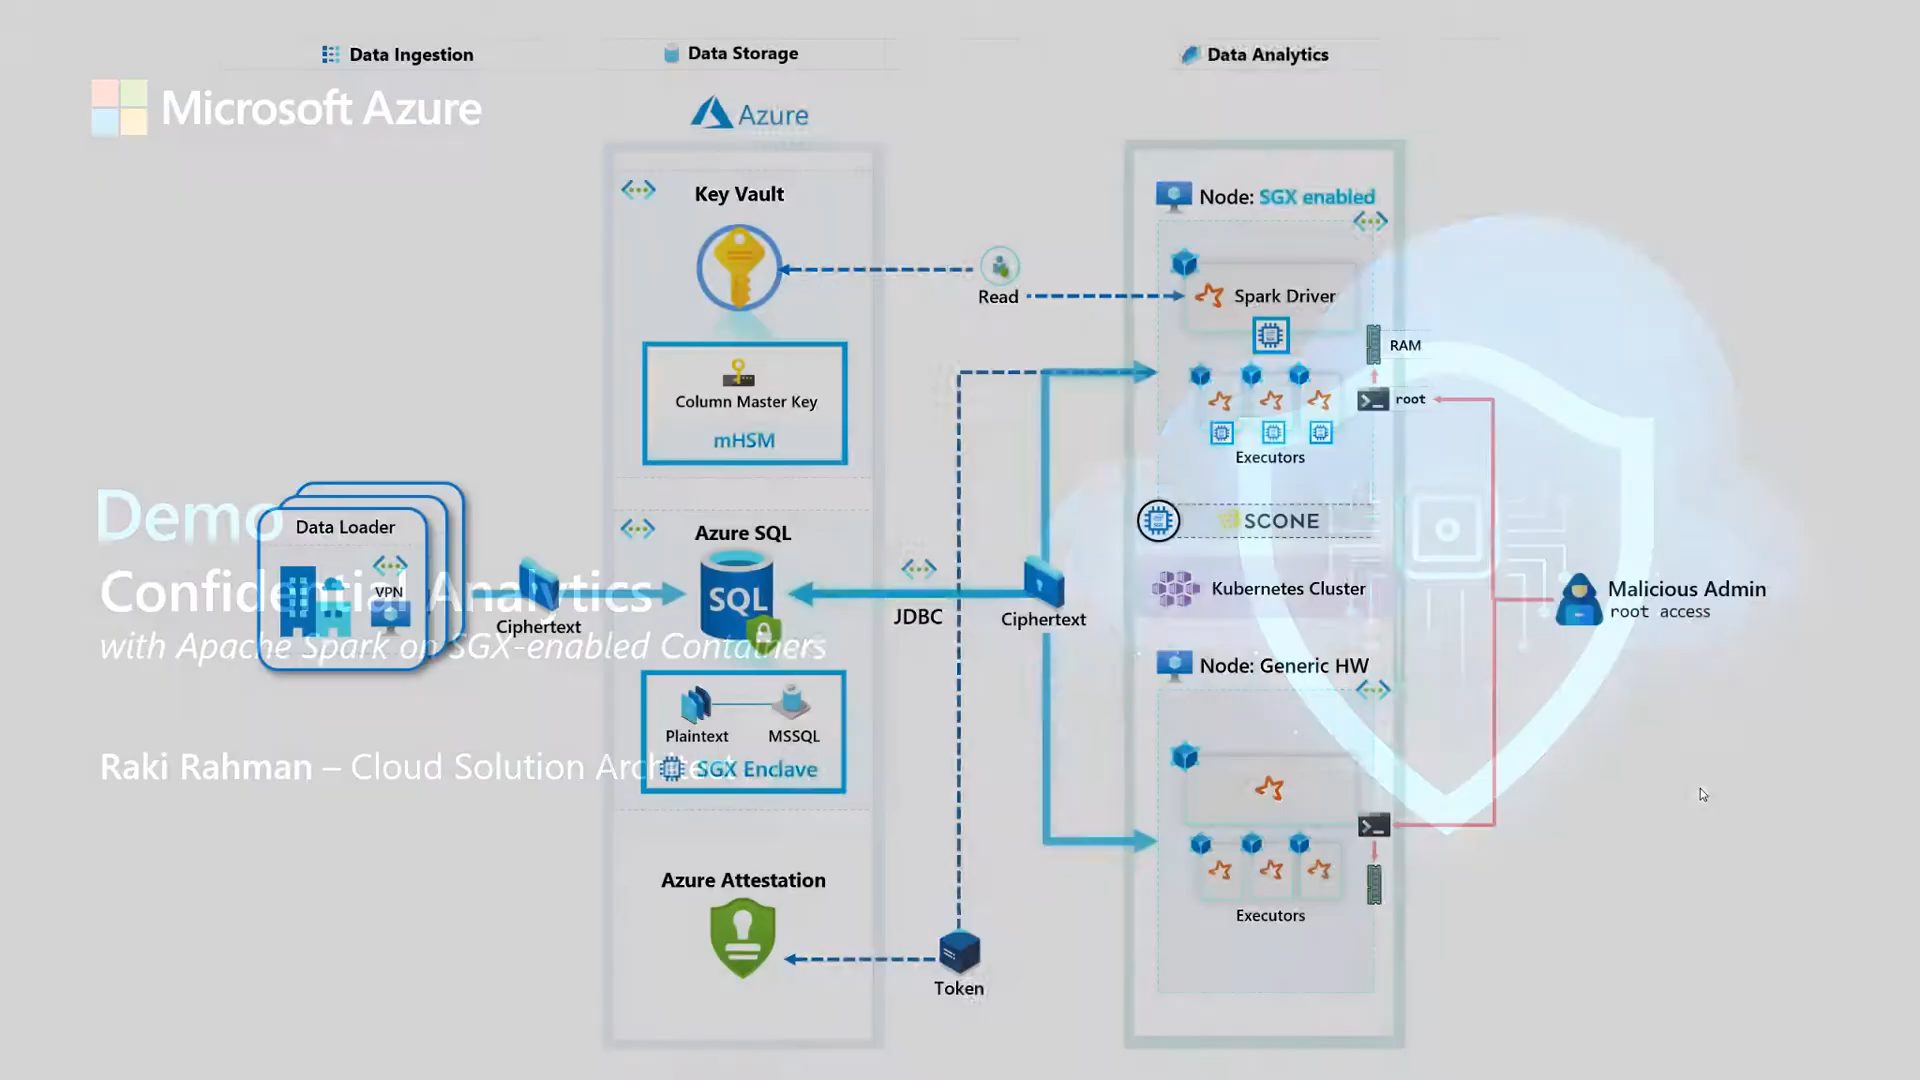 Data Ingestion
Data Storage
Data Analytics
Microsoft Azure
Azure
Key Vault
Node: SGX enabled
Read
Spark Driver
RAM
Column Master Key
mHSM
root
Executors
Demo
Data Loader
Azure SQL
SCONE
Confidential Analytics
VPN
SQL
Ciphertext
JDBC
Ciphertext
Kubernetes Cluster
Malicious Admin
root access
with Apache Spark on SGX-enabled Containers
Node: Generic HW
Plaintext
MSSQL
Raki Rahman – Cloud Solution Architect
SGX Enclave
Azure Attestation
Executors
Token